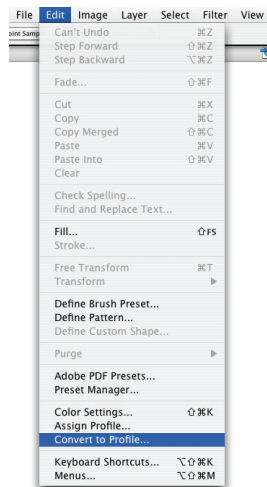 File Edit Image Layer Select Filter View
oint Samp
Can't Undo ⌘Z
Step Forward ⇧⌘Z
Step Backward ⌥⌘Z
Fade... ⇧⌘F
Cut ⌘X
Copy ⌘C
Copy Merged ⇧⌘C
Paste ⌘V
Paste Into ⇧⌘V
Clear
Check Spelling...
Find and Replace Text...
Fill... ⇧F5
Stroke...
Free Transform ⌘T
Transform ▶
Define Brush Preset...
Define Pattern...
Define Custom Shape...
Purge ▶
Adobe PDF Presets...
Preset Manager...
Color Settings... ⇧⌘K
Assign Profile...
Convert to Profile...
Keyboard Shortcuts... ⌥⇧⌘K
Menus... ⌥⇧⌘M